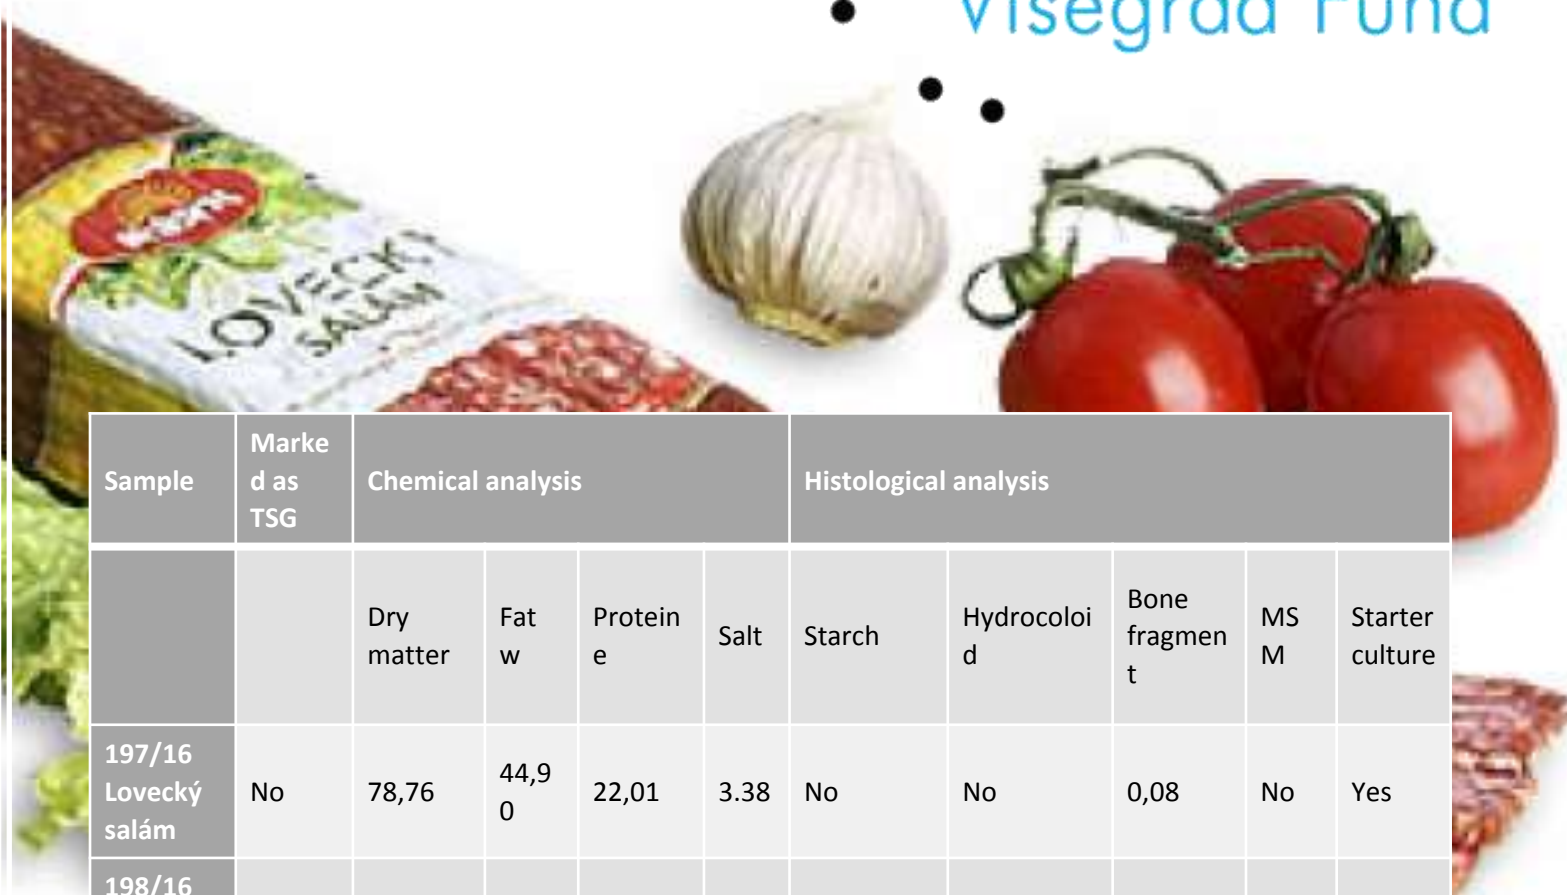 Visegrad Fund
LOVECKÝ
SALÁM
Sample
Marke
d as
TSG
Chemical analysis
Histological analysis
Dry
matter
Fat
w
Protein
e
Salt
Starch
Hydrocoloi
d
Bone
fragmen
t
MS
M
Starter
culture
197/16
Lovecký
salám
No
78,76
44,9
0
22,01
3.38
No
No
0,08
No
Yes
198/16